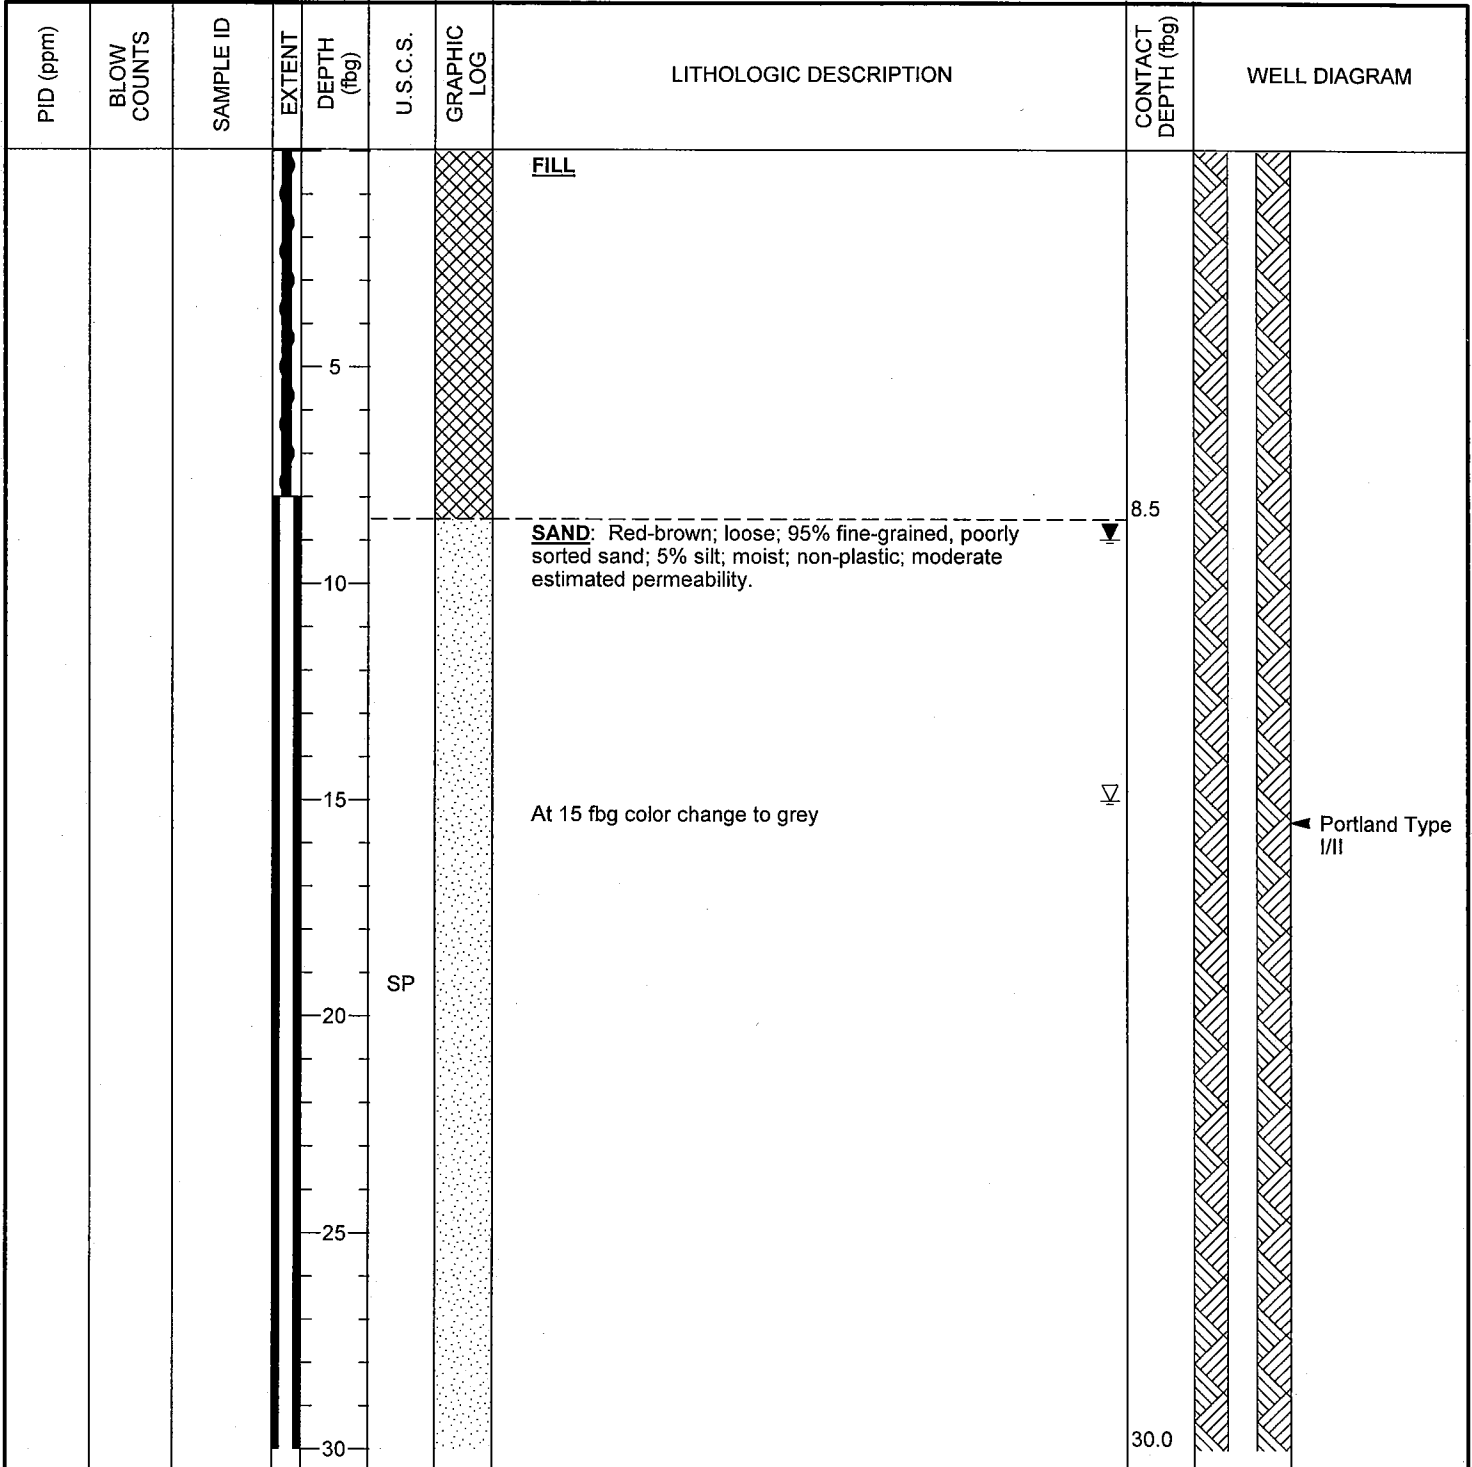 PID (ppm)
BLOW
COUNTS
SAMPLE ID
EXTENT
DEPTH
(fbg)
U.S.C.S.
GRAPHIC
LOG
LITHOLOGIC DESCRIPTION
CONTACT
DEPTH (fbg)
WELL DIAGRAM
FILL
5
8.5
SAND: Red-brown; loose; 95% fine-grained, poorly
sorted sand; 5% silt; moist; non-plastic; moderate
estimated permeability.
10
15
At 15 fbg color change to grey
Portland Type
I/II
SP
20
25
30
30.0